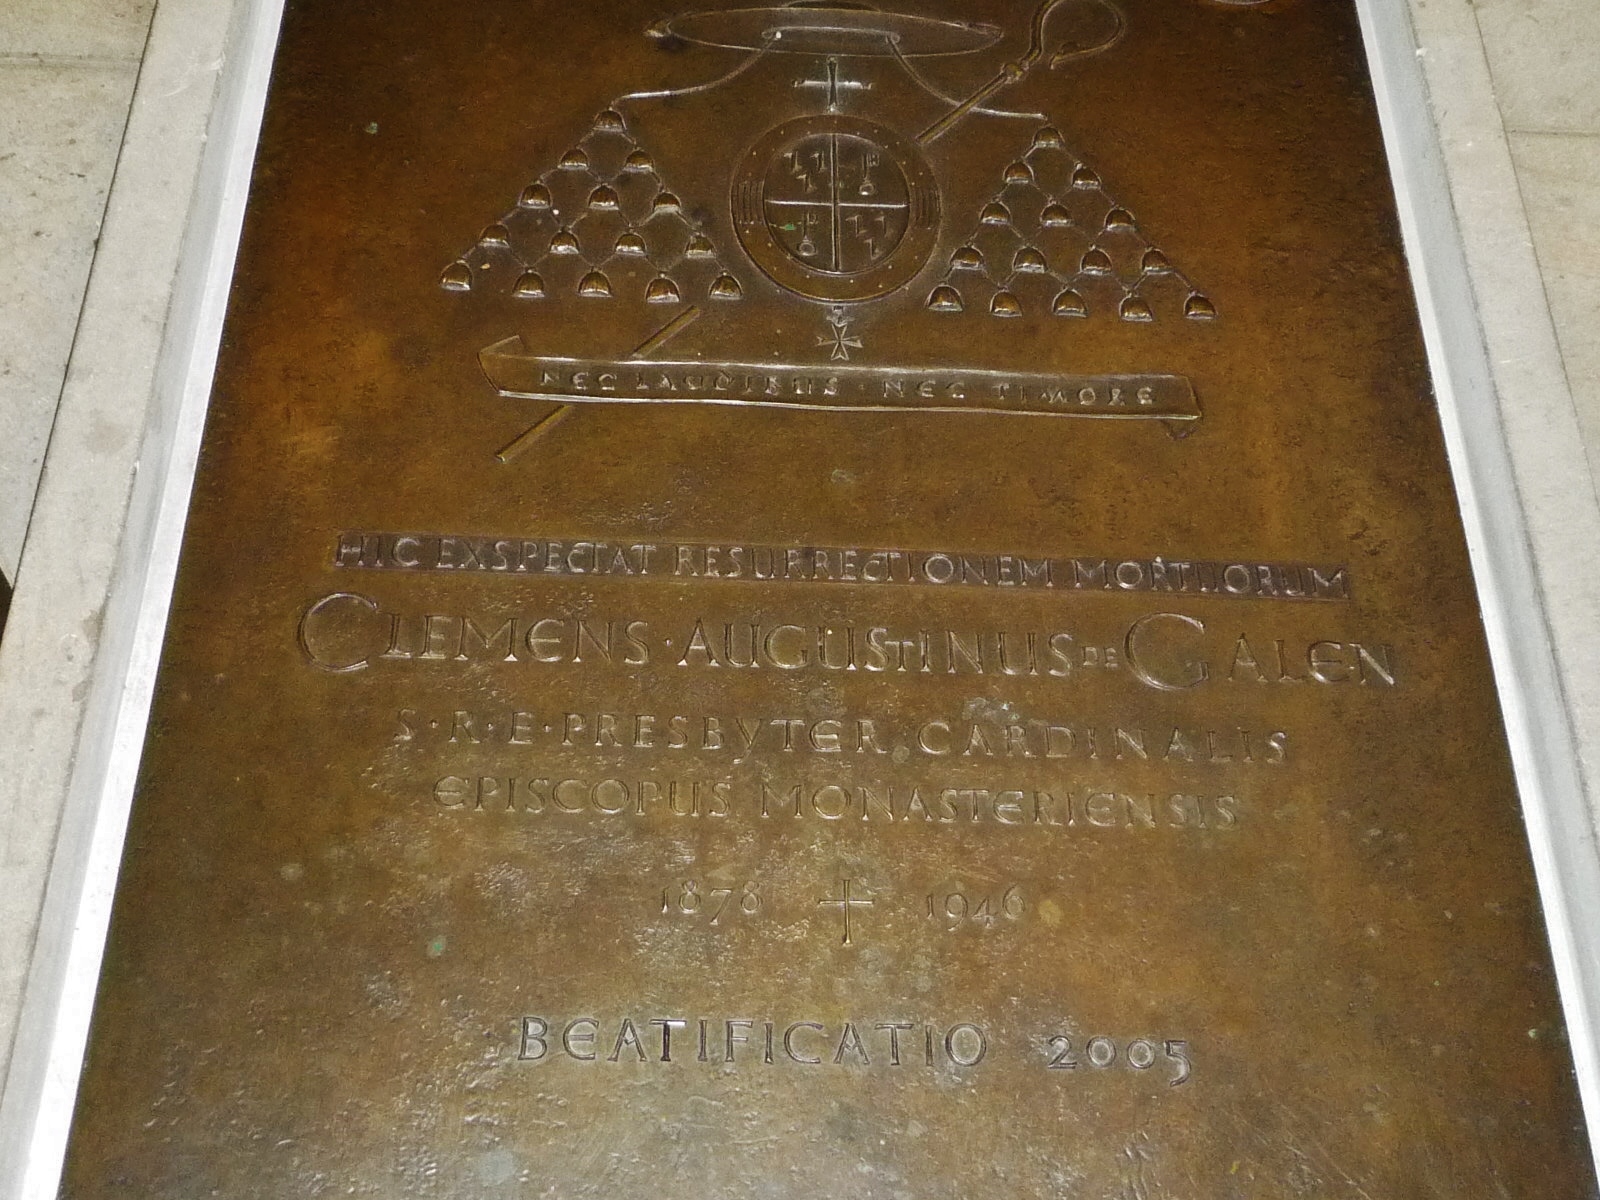 NEC LAUDIBUS · NEC TIMORE
HIC EXSPECTAT RESURRECTIONEM MORTUORUM
CLEMENS · AUGUSTINUS DE GALEN
S·R·E·PRESBYTER CARDINALIS
EPISCOPUS MONASTERIENSIS
1878 1946
BEATIFICATIO 2005